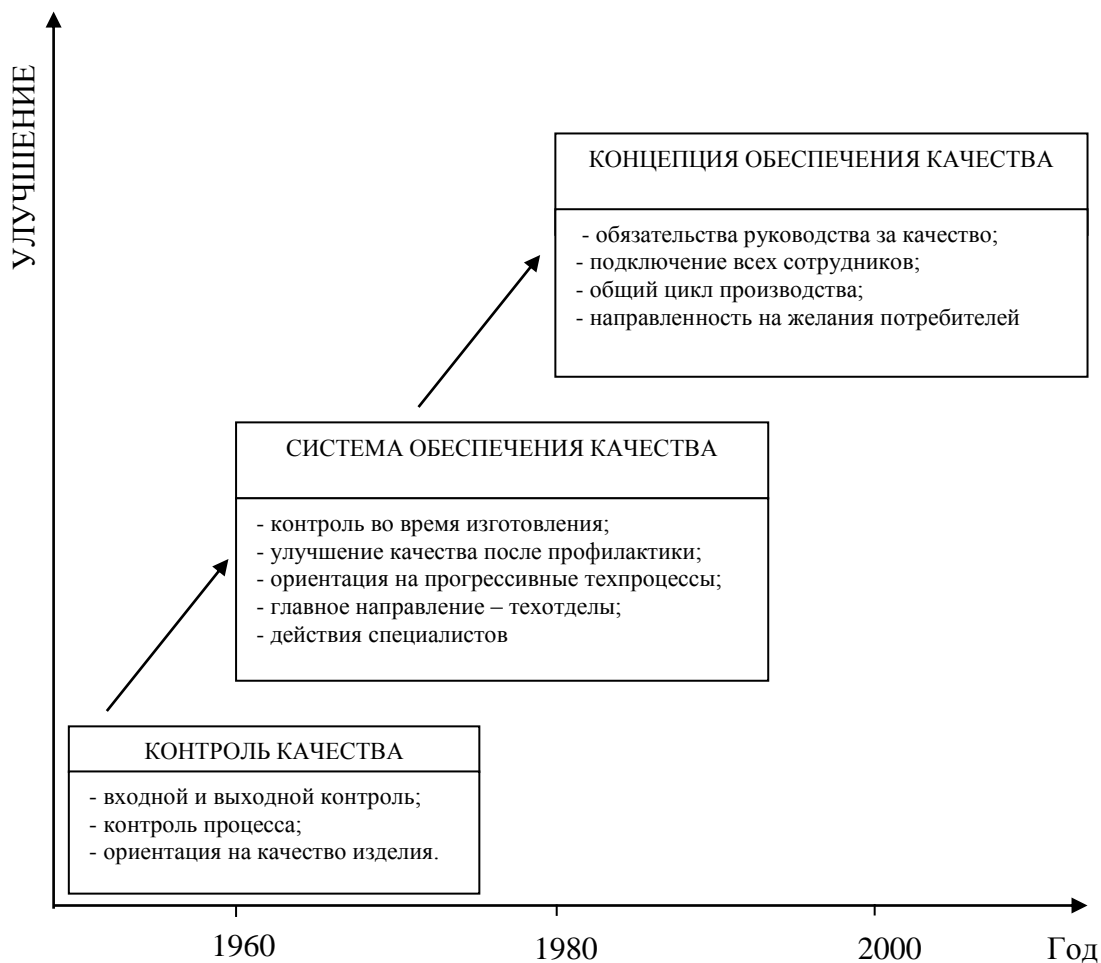 УЛУЧШЕНИЕ
КОНЦЕПЦИЯ ОБЕСПЕЧЕНИЯ КАЧЕСТВА
- обязательства руководства за качество;
- подключение всех сотрудников;
- общий цикл производства;
- направленность на желания потребителей
СИСТЕМА ОБЕСПЕЧЕНИЯ КАЧЕСТВА
- контроль во время изготовления;
- улучшение качества после профилактики;
- ориентация на прогрессивные техпроцессы;
- главное направление – техотделы;
- действия специалистов
КОНТРОЛЬ КАЧЕСТВА
- входной и выходной контроль;
- контроль процесса;
- ориентация на качество изделия.
1960 1980 2000 Год